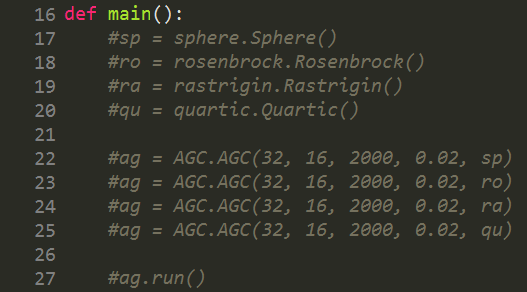 16 def main():
17     #sp = sphere.Sphere()
18     #ro = rosenbrock.Rosenbrock()
19     #ra = rastrigin.Rastrigin()
20     #qu = quartic.Quartic()
21
22     #ag = AGC.AGC(32, 16, 2000, 0.02, sp)
23     #ag = AGC.AGC(32, 16, 2000, 0.02, ro)
24     #ag = AGC.AGC(32, 16, 2000, 0.02, ra)
25     #ag = AGC.AGC(32, 16, 2000, 0.02, qu)
26
27     #ag.run()